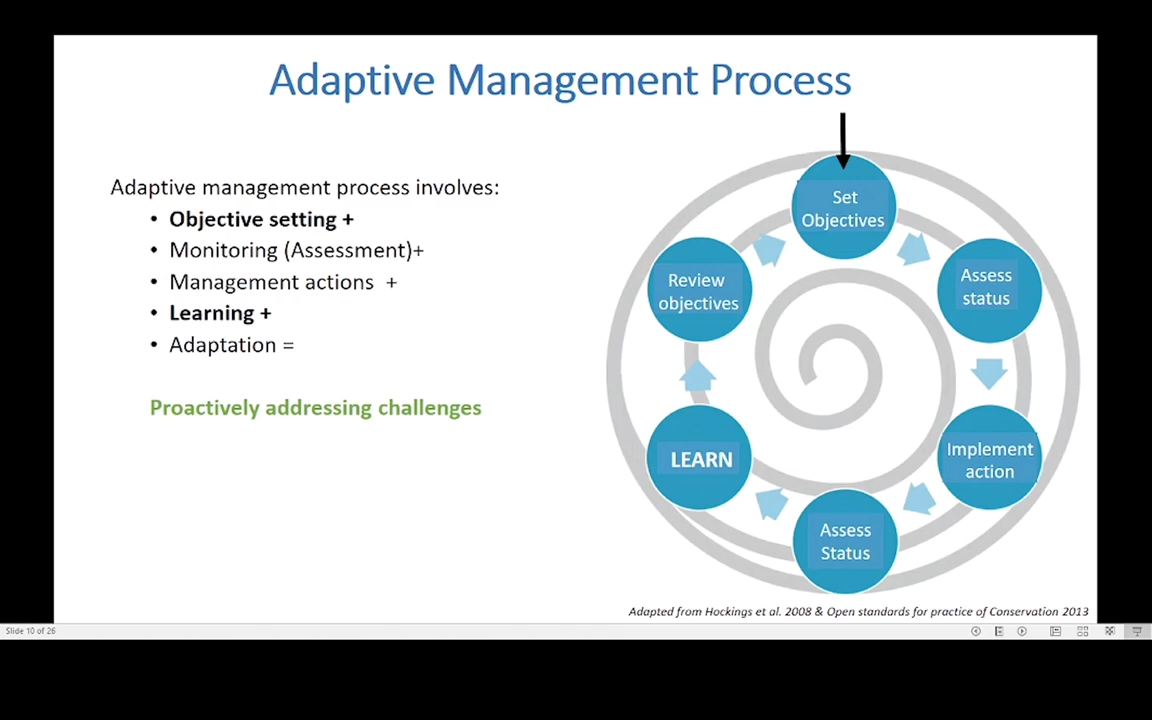 Adaptive Management Process
Adaptive management process involves:
• Objective setting +
• Monitoring (Assessment)+
• Management actions +
• Learning +
• Adaptation =
Proactively addressing challenges
Set
Objectives
Assess
status
Implement
action
Assess
Status
LEARN
Review
objectives
Adapted from Hockings et al. 2008 & Open standards for practice of Conservation 2013
Slide 10 of 26